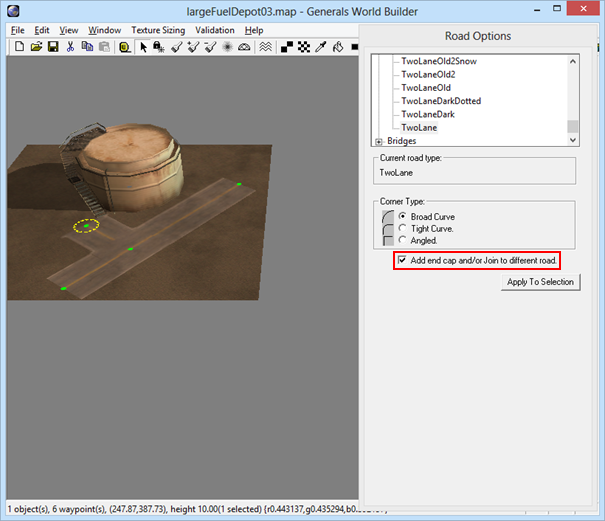 largeFuelDepot03.map - Generals World Builder
File Edit View Window Texture Sizing Validation Help
Road Options
TwoLaneOld2Snow
TwoLaneOld2
TwoLaneOld
TwoLaneDarkDotted
TwoLaneDark
TwoLane
Bridges
Current road type:
TwoLane
Corner Type:
Broad Curve
Tight Curve.
Angled.
Add end cap and/or Join to different road.
Apply To Selection
1 object(s), 6 waypoint(s), (247.87,387.73), height 10.00(1 selected) {r0.443137,g0.435294,